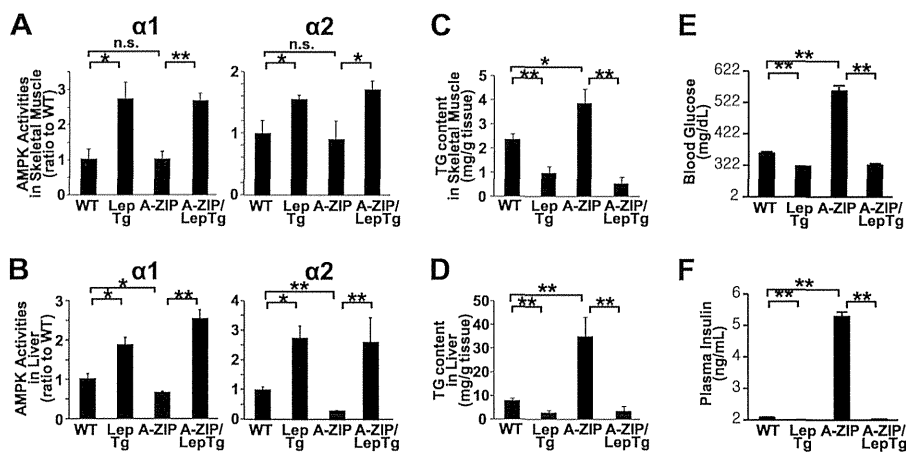 A
α1
α2
AMPK Activities
in Skeletal Muscle
(ratio to WT)
n.s.
*
**
4
3
2
1
0
WT
Lep
Tg
A-ZIP
A-ZIP/
LepTg
n.s.
*
*
2
1
0
WT
Lep
Tg
A-ZIP
A-ZIP/
LepTg
B
α1
α2
AMPK Activities
in Liver
(ratio to WT)
*
*
**
3
2
1
0
WT
Lep
Tg
A-ZIP
A-ZIP/
LepTg
**
*
**
4
3
2
1
0
WT
Lep
Tg
A-ZIP
A-ZIP/
LepTg
C
TG content
in Skeletal Muscle
(mg/g tissue)
*
**
**
5
4
3
2
1
0
WT
Lep
Tg
A-ZIP
A-ZIP/
LepTg
D
TG content
in Liver
(mg/g tissue)
**
**
**
50
40
30
20
10
0
WT
Lep
Tg
A-ZIP
A-ZIP/
LepTg
E
Blood Glucose
(mg/dL)
**
**
**
622
522
422
322
2
WT
Lep
Tg
A-ZIP
A-ZIP/
LepTg
F
Plasma Insulin
(ng/mL)
**
**
**
6
5
4
2
WT
Lep
Tg
A-ZIP
A-ZIP/
LepTg